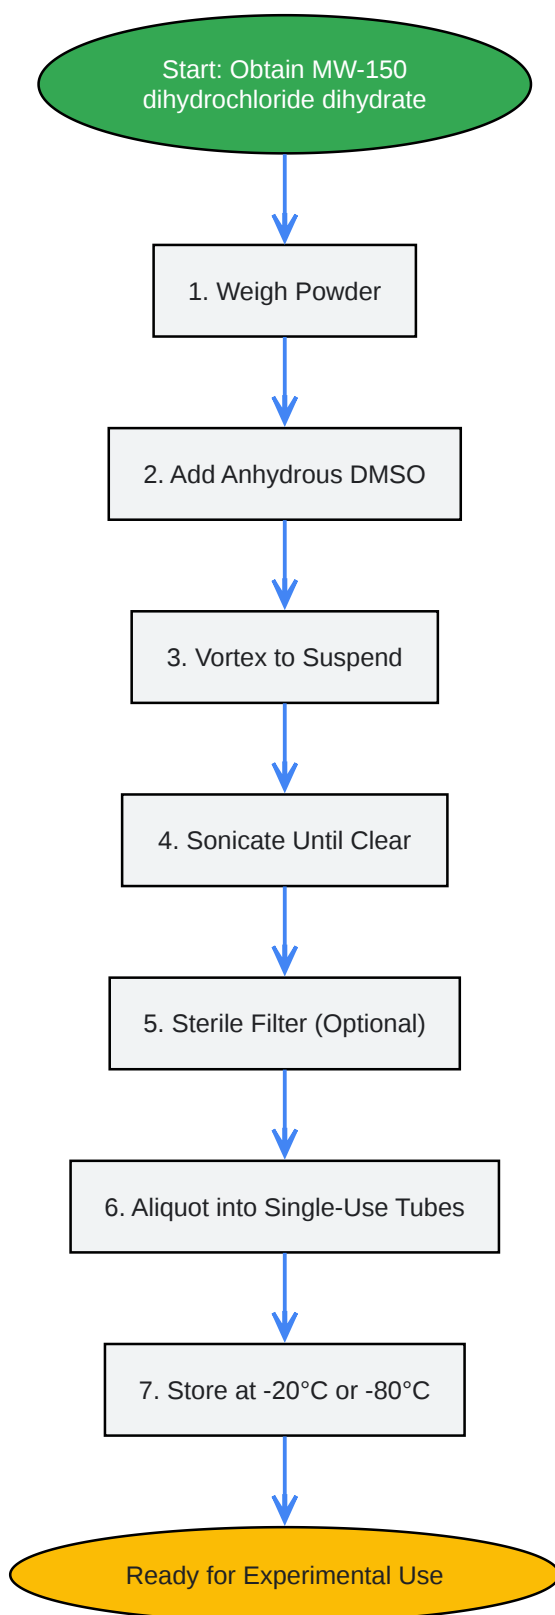 Start: Obtain MW-150
dihydrochloride dihydrate
1. Weigh Powder
2. Add Anhydrous DMSO
3. Vortex to Suspend
4. Sonicate Until Clear
5. Sterile Filter (Optional)
6. Aliquot into Single-Use Tubes
7. Store at -20°C or -80°C
Ready for Experimental Use